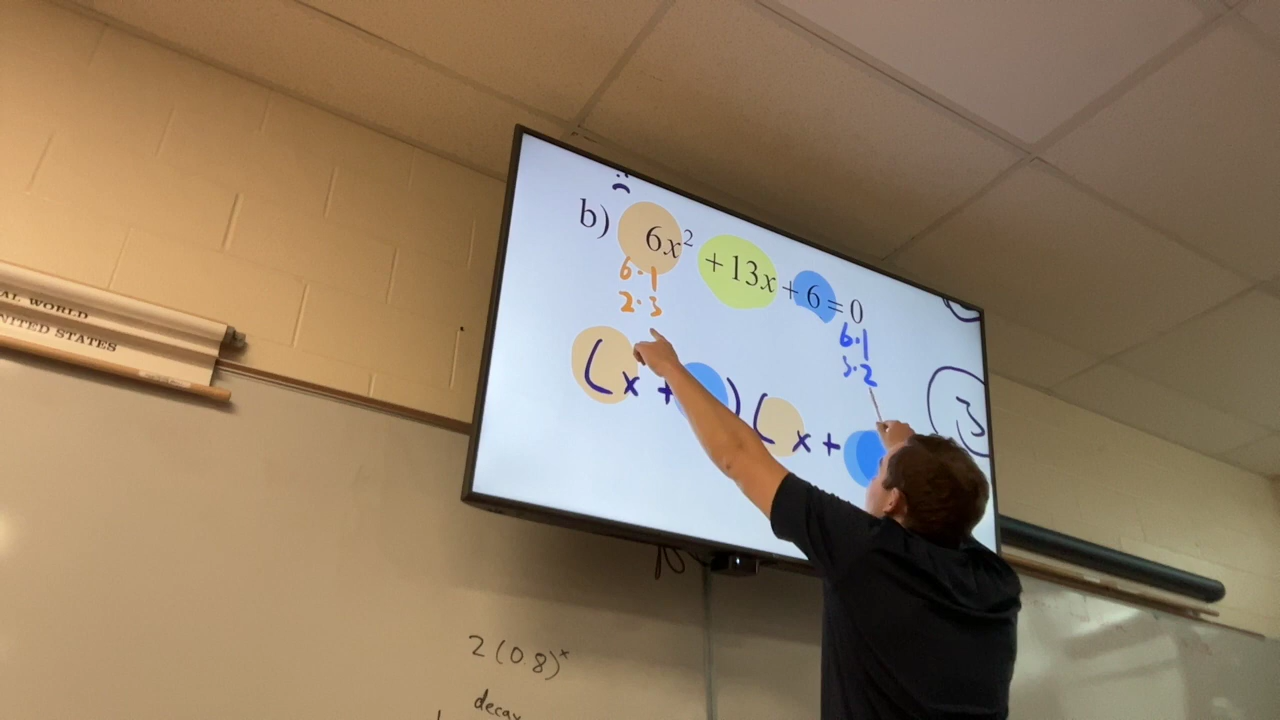 b) 6x² +13x + 6 = 0
6·1
2·3
6·1
3·2
(x + ) (x +
3
AL WORLD
NITED STATES
2(0.8)ˣ
decay